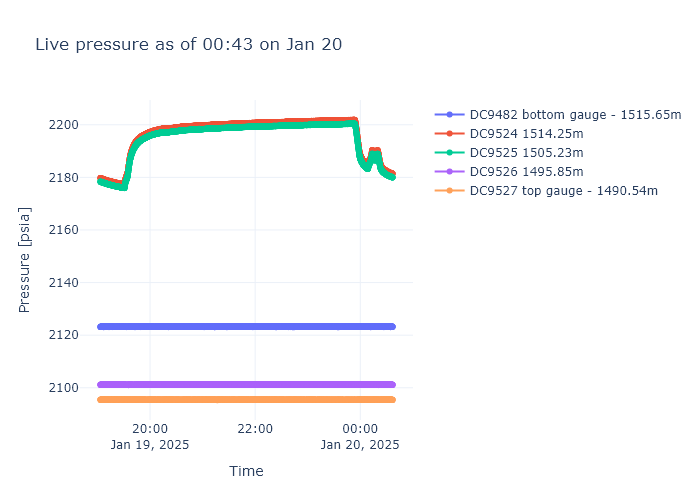 Live pressure as of 00:43 on Jan 20
DC9482 bottom gauge - 1515.65m
DC9524 1514.25m
DC9525 1505.23m
DC9526 1495.85m
DC9527 top gauge - 1490.54m
Pressure [psia]
2200
2180
2160
2140
2120
2100
20:00
Jan 19, 2025
22:00
00:00
Jan 20, 2025
Time